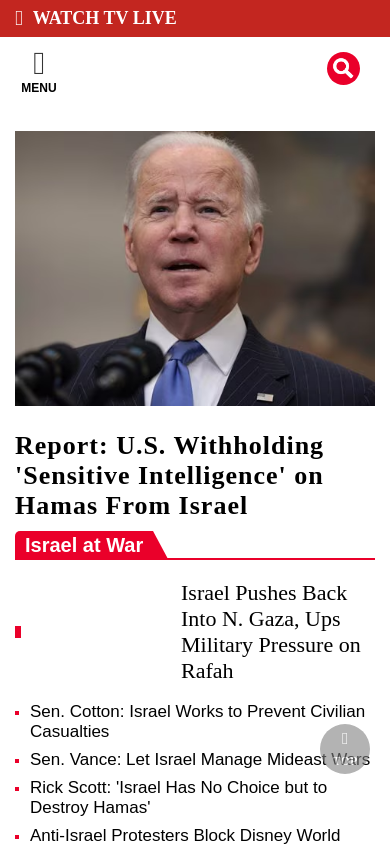 WATCH TV LIVE
MENU
Report: U.S. Withholding
'Sensitive Intelligence' on
Hamas From Israel
Israel at War
Israel Pushes Back
Into N. Gaza, Ups
Military Pressure on
Rafah
Sen. Cotton: Israel Works to Prevent Civilian
Casualties
Sen. Vance: Let Israel Manage Mideast Wars
Rick Scott: 'Israel Has No Choice but to
Destroy Hamas'
Anti-Israel Protesters Block Disney World